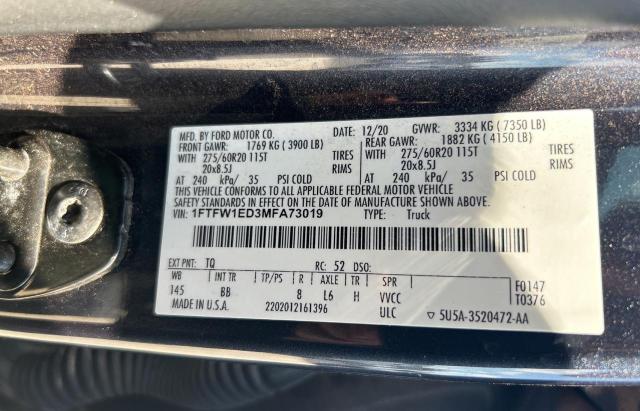 MFD. BY FORD MOTOR CO. 12/20 GVWR: 3334 KG ( 7350 LB)
FRONT GAWR: 1769 KG ( 3900 LB) REAR GAWR: 1882 KG ( 4150 LB)
WITH 275/60R20 115T TIRES WITH 275/60R20 115T TIRES
20x8.5J RIMS 20x8.5J RIMS
AT 240 kPa/ 35 PSI COLD AT 240 kPa/ 35 PSI COLD
THIS VEHICLE CONFORMS TO ALL APPLICABLE FEDERAL MOTOR VEHICLE
SAFETY STANDARDS IN EFFECT ON THE DATE OF MANUFACTURE SHOWN ABOVE.
VIN: 1FTFW1ED3MFA73019 TYPE: Truck
EXT PNT: TQ RC: 52 DSO: F0147
WB INT TR TP/PS R AXLE TR SPR T0376
145 BB 8 L6 H VVCC
MADE IN U.S.A. 2202012161396 ULC ▽ 5U5A-3520472-AA